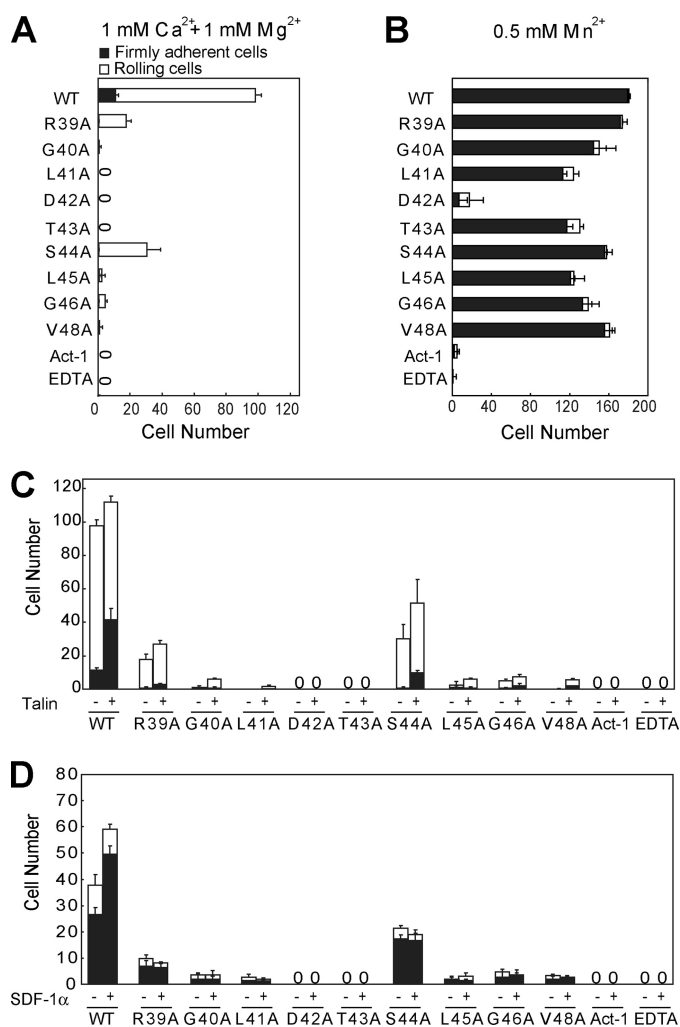 A
1 mM Ca2+ + 1 mM Mg2+
Firmly adherent cells
Rolling cells
WT
R39A
G40A
L41A 0
D42A 0
T43A 0
S44A
L45A
G46A
V48A
Act-1 0
EDTA 0
0 20 40 60 80 100 120
Cell Number
B
0.5 mM Mn2+
WT
R39A
G40A
L41A
D42A
T43A
S44A
L45A
G46A
V48A
Act-1
EDTA
0 40 80 120 160 200
Cell Number
C
Cell Number
120
100
80
60
40
20
0
0 0 0 0 0 0 0 0
Talin - + - + - + - + - + - + - + - + - + - + - + - +
WT R39A G40A L41A D42A T43A S44A L45A G46A V48A Act-1 EDTA
D
Cell Number
80
70
60
50
40
30
20
10
0
0 0 0 0 0 0 0 0
SDF-1α - + - + - + - + - + - + - + - + - + - + - + - +
WT R39A G40A L41A D42A T43A S44A L45A G46A V48A Act-1 EDTA